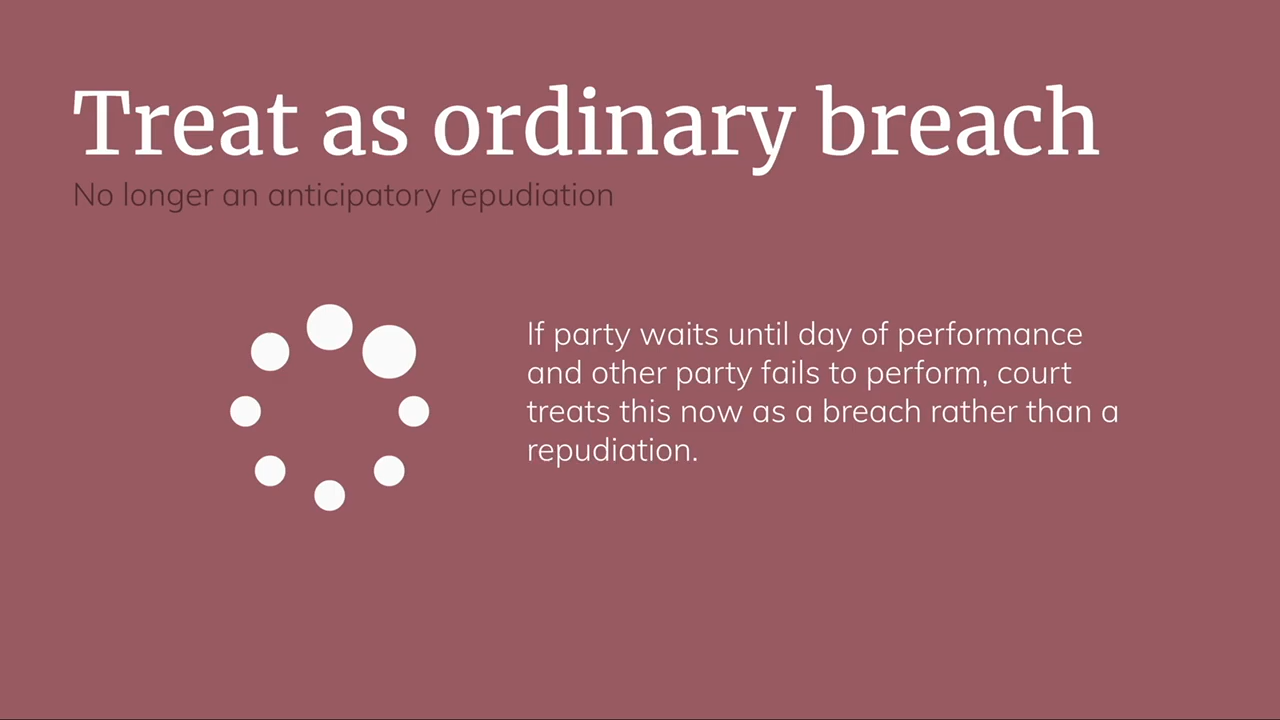 Treat as ordinary breach
No longer an anticipatory repudiation
If party waits until day of performance
and other party fails to perform, court
treats this now as a breach rather than a
repudiation.